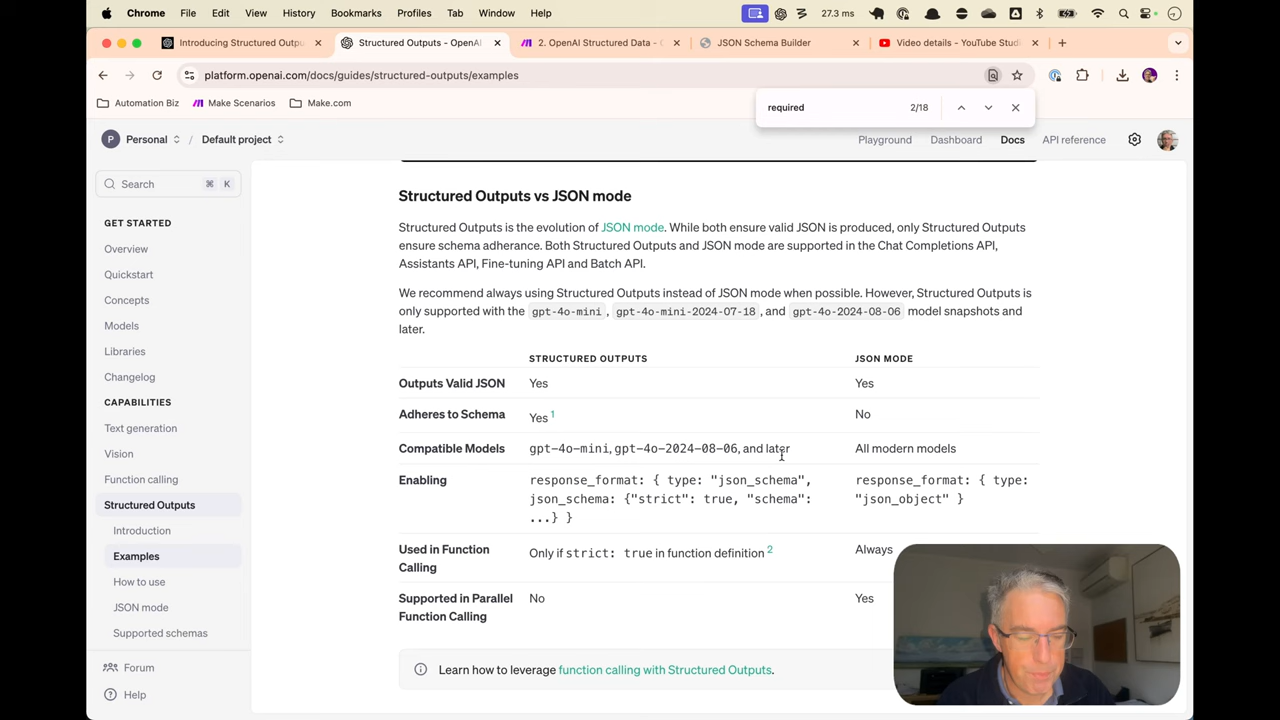 Chrome File Edit View History Bookmarks Profiles Tab Window Help 27.3 ms
Introducing Structured Outpu Structured Outputs - OpenAI 2. OpenAI Structured Data - JSON Schema Builder Video details - YouTube Studi
platform.openai.com/docs/guides/structured-outputs/examples
Automation Biz Make Scenarios Make.com
required 2/18
P Personal / Default project Playground Dashboard Docs API reference
Search ⌘ K
GET STARTED
Overview
Quickstart
Concepts
Models
Libraries
Changelog
CAPABILITIES
Text generation
Vision
Function calling
Structured Outputs
Introduction
Examples
How to use
JSON mode
Supported schemas
Forum
Help
Structured Outputs vs JSON mode
Structured Outputs is the evolution of JSON mode. While both ensure valid JSON is produced, only Structured Outputs
ensure schema adherance. Both Structured Outputs and JSON mode are supported in the Chat Completions API,
Assistants API, Fine-tuning API and Batch API.
We recommend always using Structured Outputs instead of JSON mode when possible. However, Structured Outputs is
only supported with the gpt-4o-mini, gpt-4o-mini-2024-07-18, and gpt-4o-2024-08-06 model snapshots and
later.
STRUCTURED OUTPUTS JSON MODE
Outputs Valid JSON Yes Yes
Adheres to Schema Yes 1 No
Compatible Models gpt-4o-mini, gpt-4o-2024-08-06, and later All modern models
Enabling response_format: { type: "json_schema", response_format: { type:
json_schema: {"strict": true, "schema": "json_object" }
...} }
Used in Function Only if strict: true in function definition 2 Always
Calling
Supported in Parallel No Yes
Function Calling
Learn how to leverage function calling with Structured Outputs.